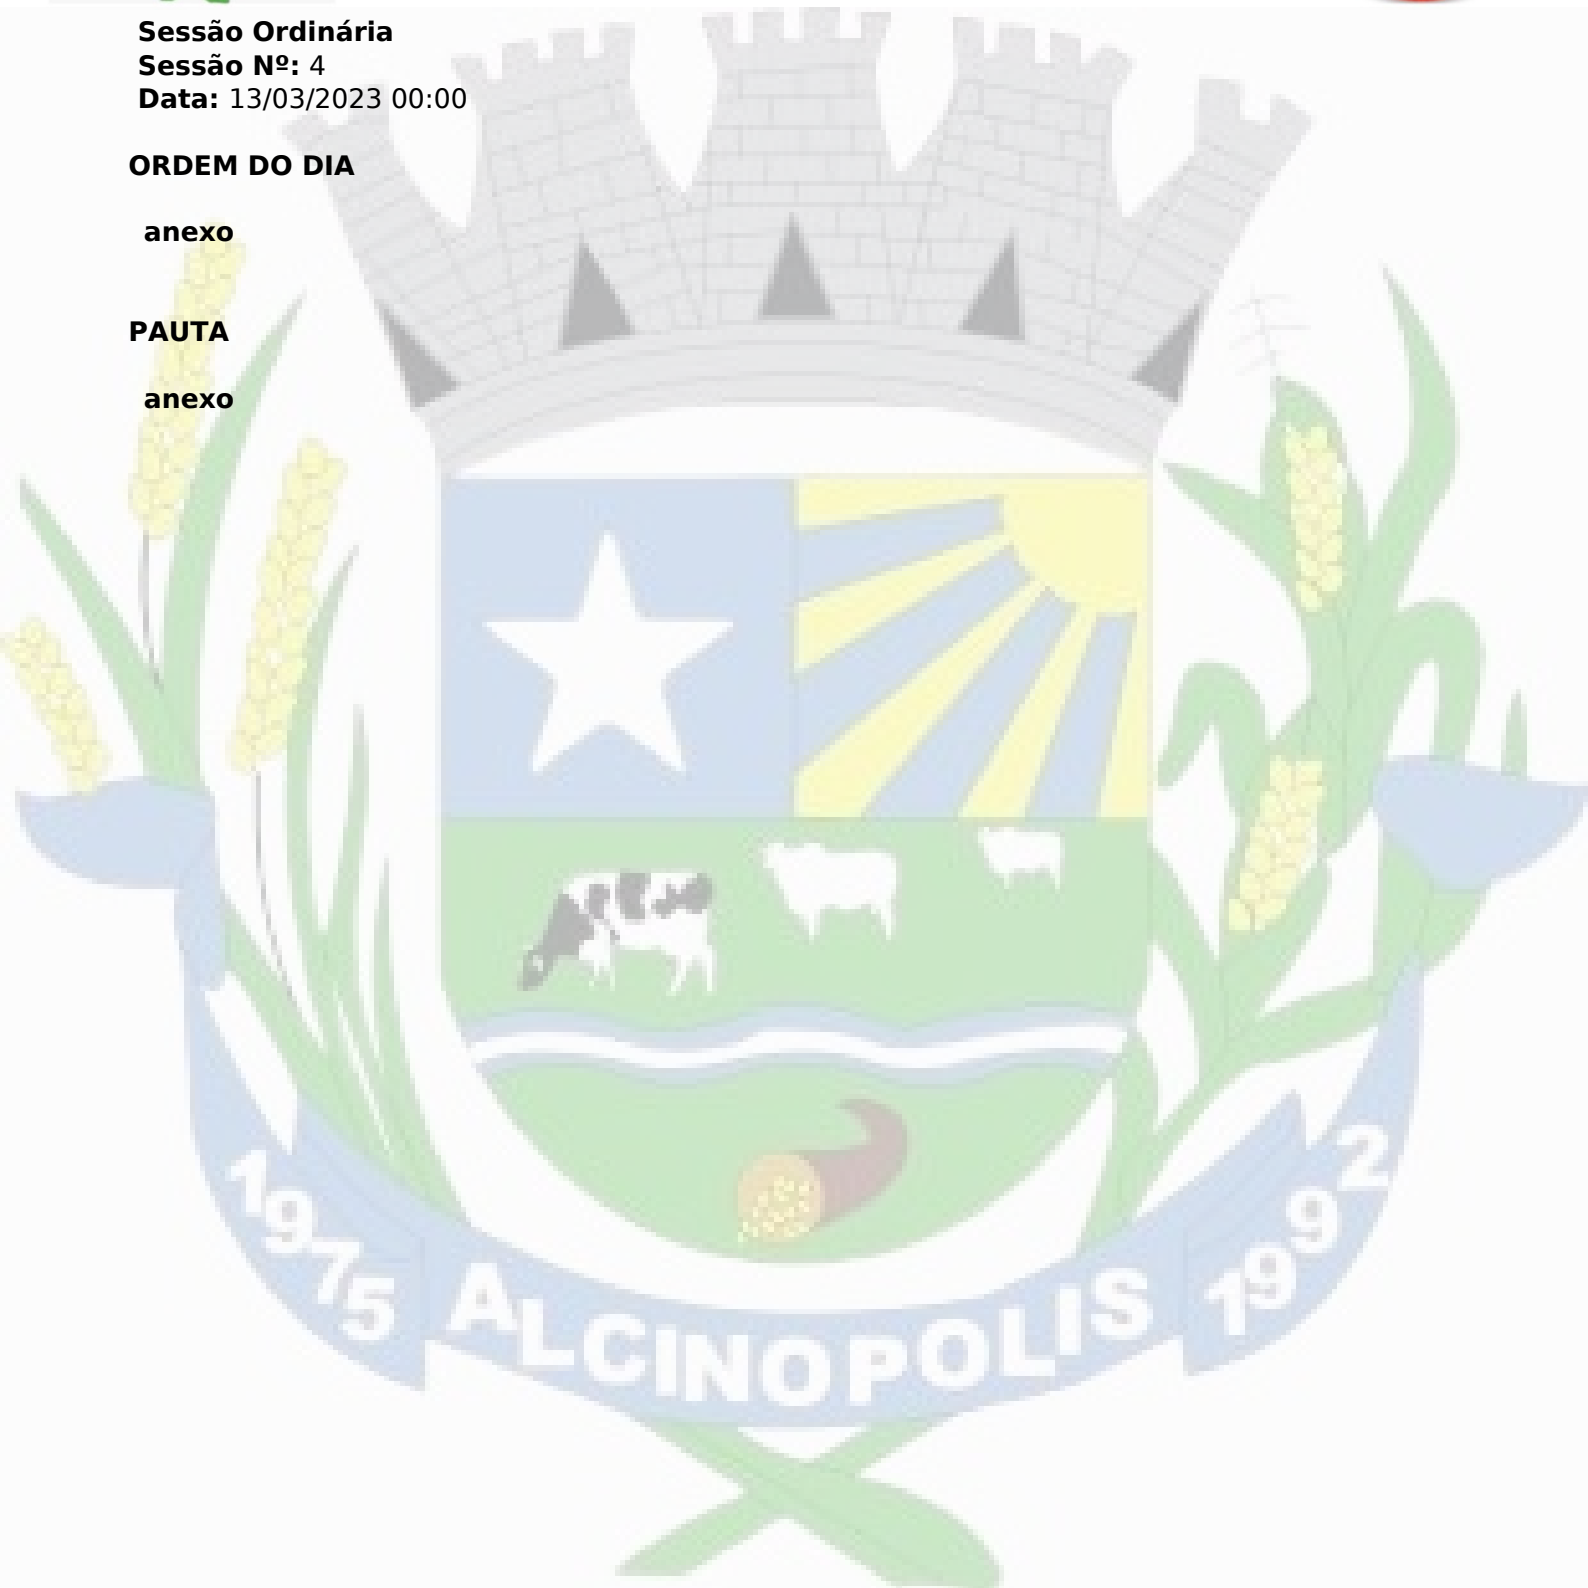 Sessão Ordinária
Sessão Nº: 4
Data: 13/03/2023 00:00
ORDEM DO DIA
anexo
PAUTA
anexo
1975 ALCINOPOLIS 1992